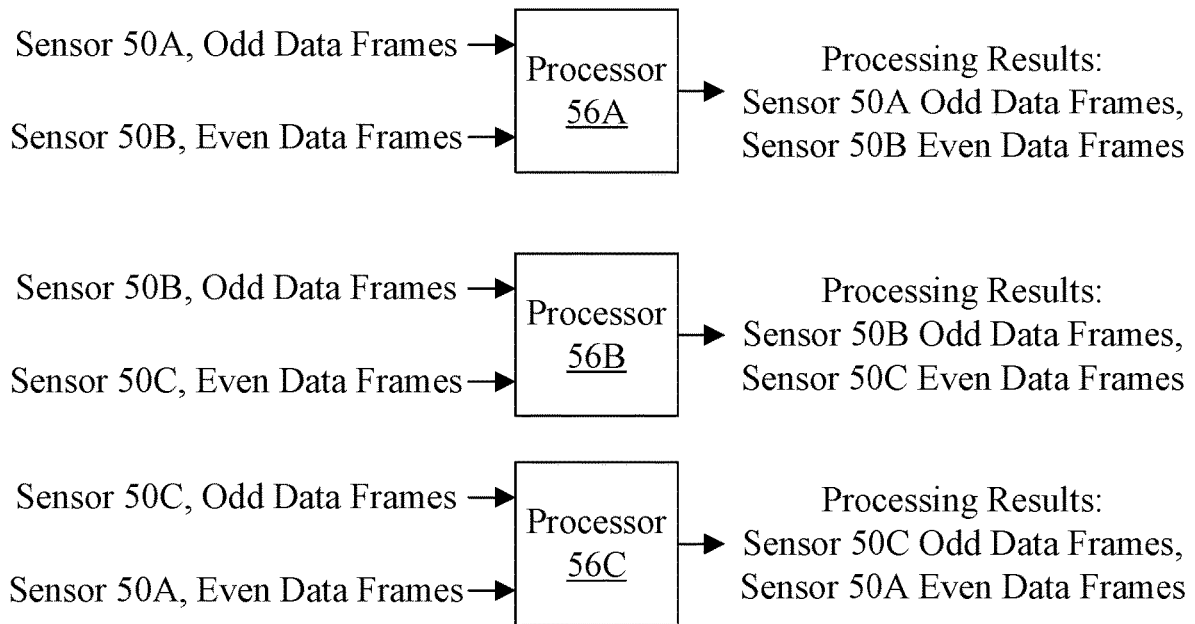 Sensor 50A, Odd Data Frames
Sensor 50B, Even Data Frames
Processor
56A
Processing Results:
Sensor 50A Odd Data Frames,
Sensor 50B Even Data Frames
Sensor 50B, Odd Data Frames
Sensor 50C, Even Data Frames
Processor
56B
Processing Results:
Sensor 50B Odd Data Frames,
Sensor 50C Even Data Frames
Sensor 50C, Odd Data Frames
Sensor 50A, Even Data Frames
Processor
56C
Processing Results:
Sensor 50C Odd Data Frames,
Sensor 50A Even Data Frames